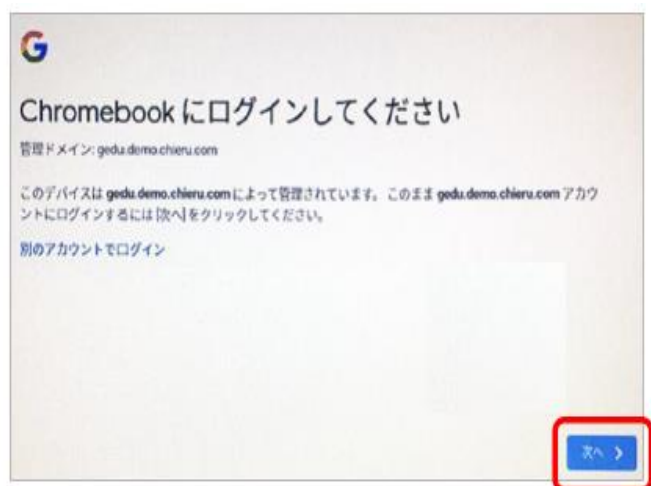 G
Chromebook にログインしてください
管理ドメイン: gedu.demo.chieru.com
このデバイスは gedu.demo.chieru.com によって管理されています。このまま gedu.demo.chieru.com アカウ
ントにログインするには [次へ] をクリックしてください。
別のアカウントでログイン
次へ